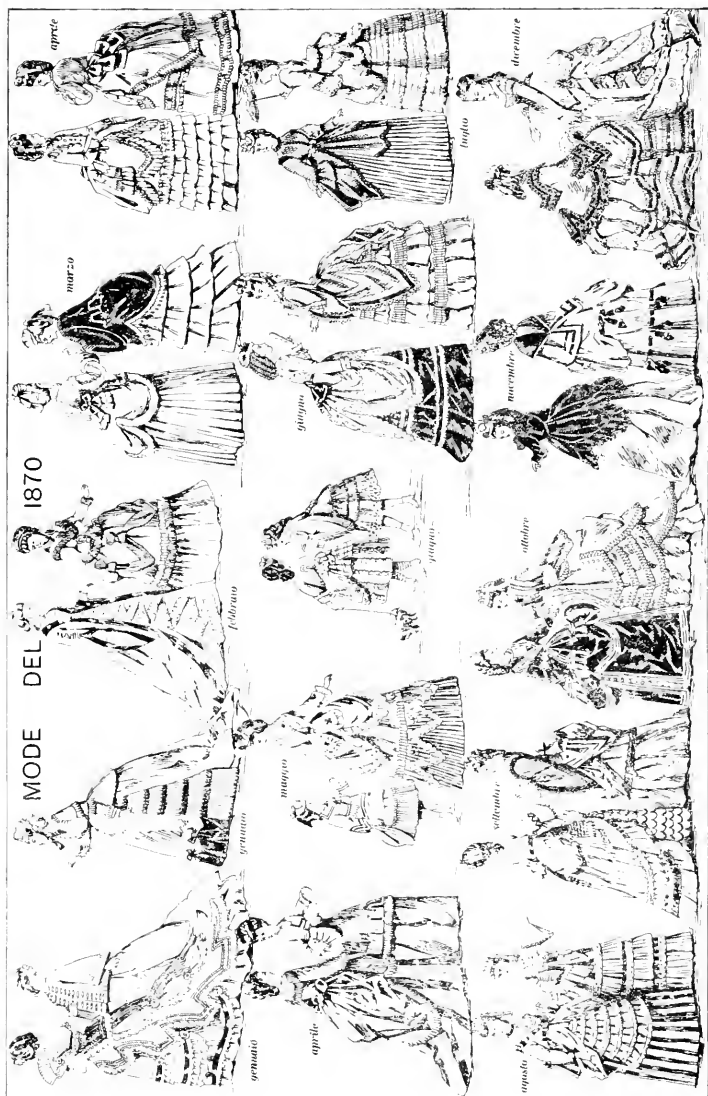 MODE DEL 1870
gennaio
gennaio
febbraio
marzo
aprile
aprile
maggio
giugno
giugno
luglio
agosto
settembre
ottobre
novembre
dicembre